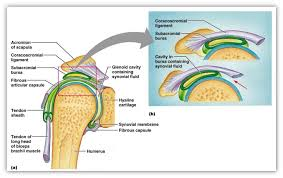 Acromion
of scapula
Coracoacromial
ligament
Subacromial
bursa
Fibrous
articular capsule
Tendon
sheath
Tendon of
long head
of biceps
brachii muscle
Glenoid cavity
containing
synovial fluid
Hyaline
cartilage
Synovial membrane
Fibrous capsule
Humerus
(a)
Coracoacromial
ligament
Subacromial
bursa
Cavity in
bursa containing
synovial fluid
(b)